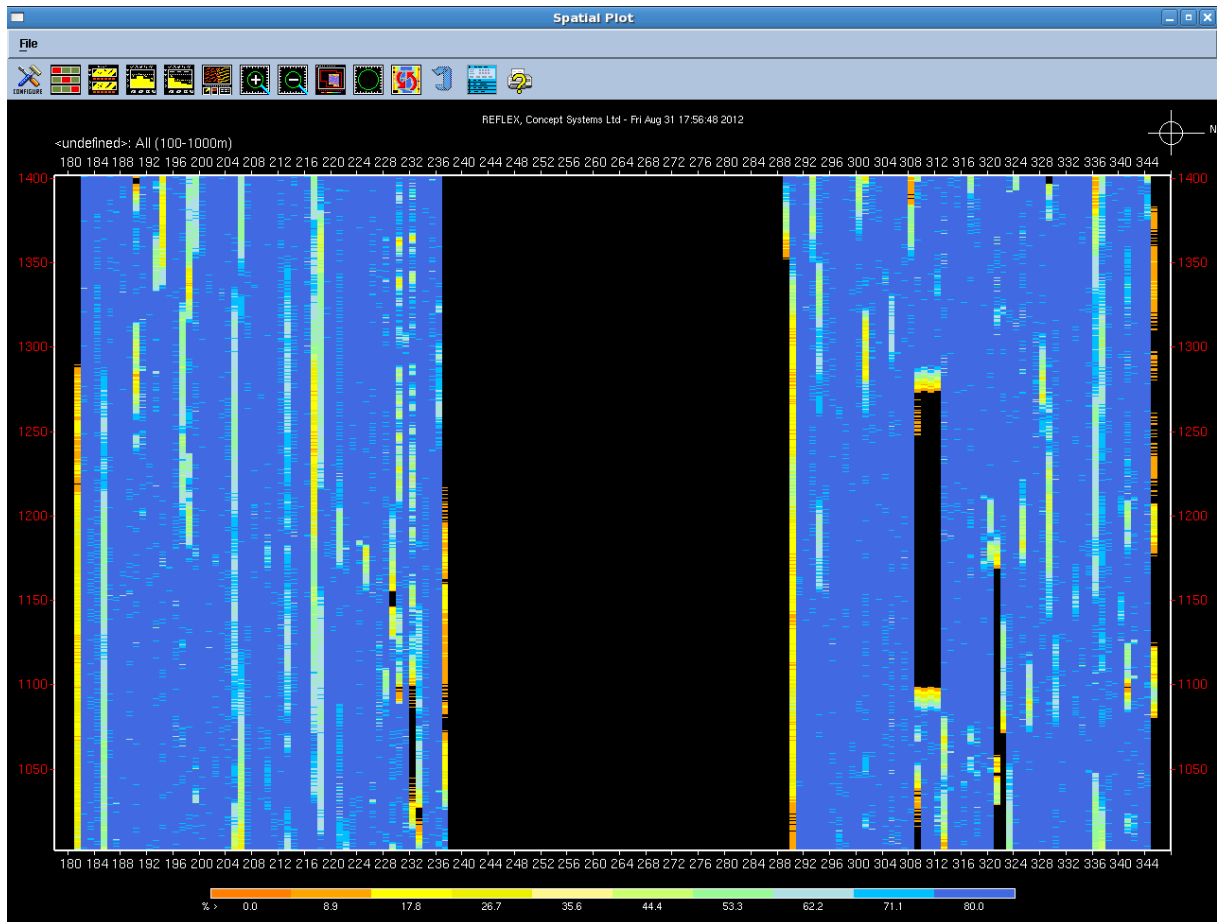 Spatial Plot
File
CONFIGURE
REFLEX, Concept Systems Ltd - Fri Aug 31 17:56:48 2012
N
<undefined>: All (100-1000m)
180 184 188 192 196 200 204 208 212 216 220 224 228 232 236 240 244 248 252 256 260 264 268 272 276 280 284 288 292 296 300 304 308 312 316 320 324 328 332 336 340 344
1400 1400
1350 1350
1300 1300
1250 1250
1200 1200
1150 1150
1100 1100
1050 1050
180 184 188 192 196 200 204 208 212 216 220 224 228 232 236 240 244 248 252 256 260 264 268 272 276 280 284 288 292 296 300 304 308 312 316 320 324 328 332 336 340 344
% > 0.0 8.9 17.8 26.7 35.6 44.4 53.3 62.2 71.1 80.0